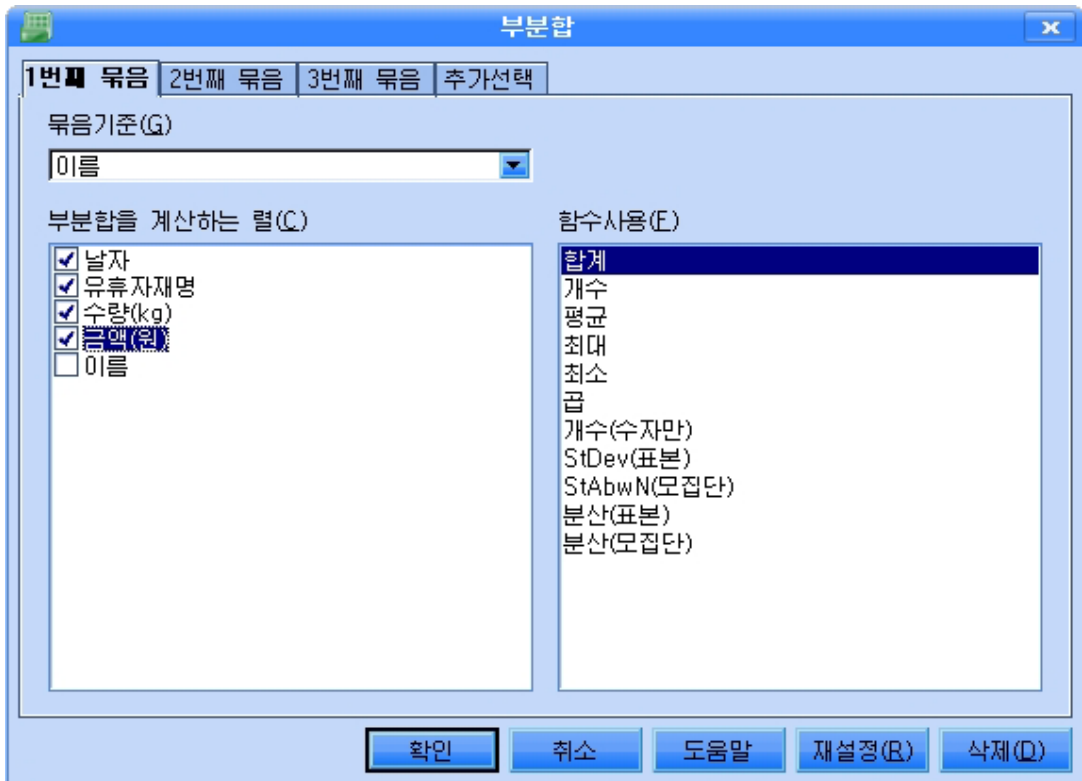 부분합
1번째 묶음 2번째 묶음 3번째 묶음 추가선택
묶음기준(G)
이름
부분합을 계산하는 렬(C)
날자
유휴자재명
수량(kg)
금액(원)
이름
함수사용(F)
합계
개수
평균
최대
최소
곱
개수(수자만)
StDev(표본)
StAbwN(모집단)
분산(표본)
분산(모집단)
확인 취소 도움말 재설정(R) 삭제(D)